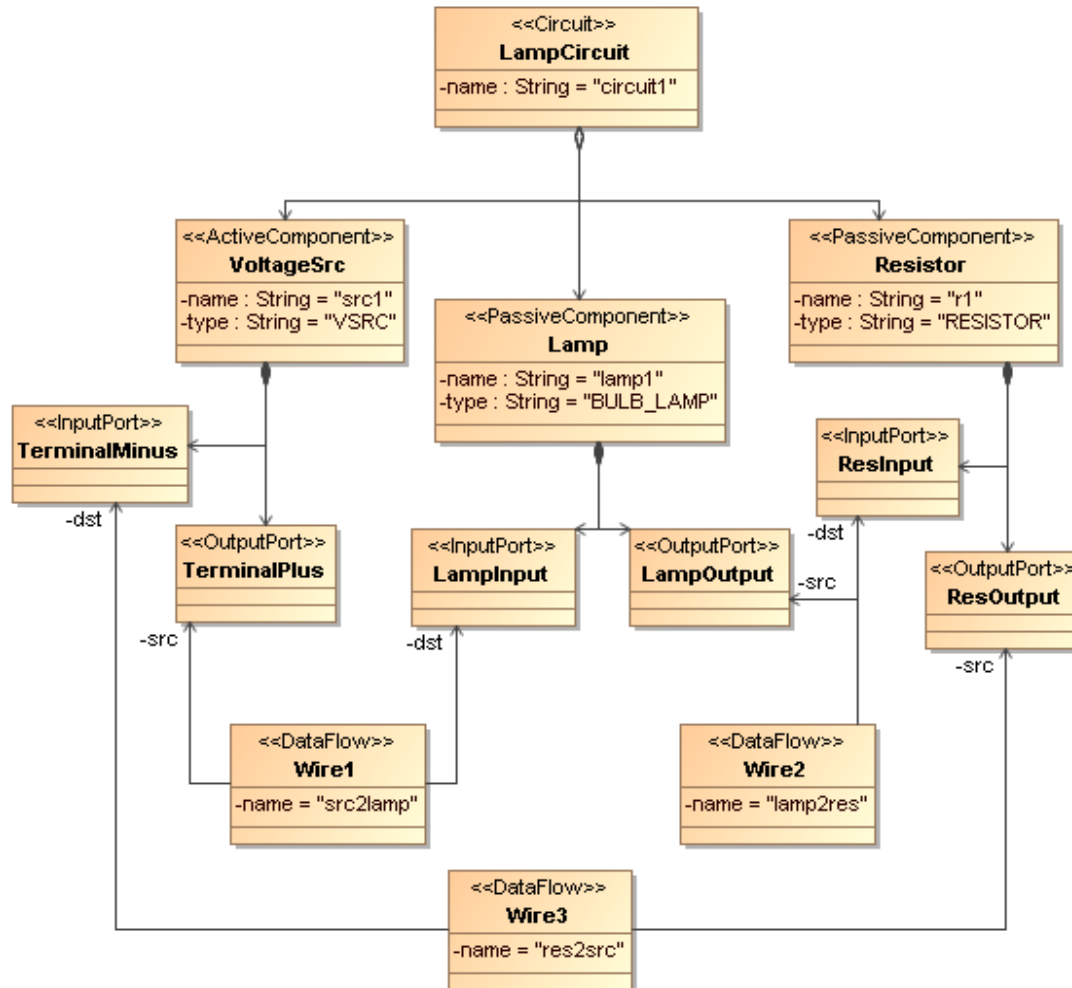 <<Circuit>>
LampCircuit
-name : String = "circuit1"
<<ActiveComponent>>
VoltageSrc
-name : String = "src1"
-type : String = "VSRC"
<<PassiveComponent>>
Lamp
-name : String = "lamp1"
-type : String = "BULB_LAMP"
<<PassiveComponent>>
Resistor
-name : String = "r1"
-type : String = "RESISTOR"
<<InputPort>>
TerminalMinus
-dst
<<OutputPort>>
TerminalPlus
-src
<<InputPort>>
LampInput
-dst
<<OutputPort>>
LampOutput
-src
<<InputPort>>
ResInput
-dst
<<OutputPort>>
ResOutput
-src
<<DataFlow>>
Wire1
-name = "src2lamp"
<<DataFlow>>
Wire2
-name = "lamp2res"
<<DataFlow>>
Wire3
-name = "res2src"